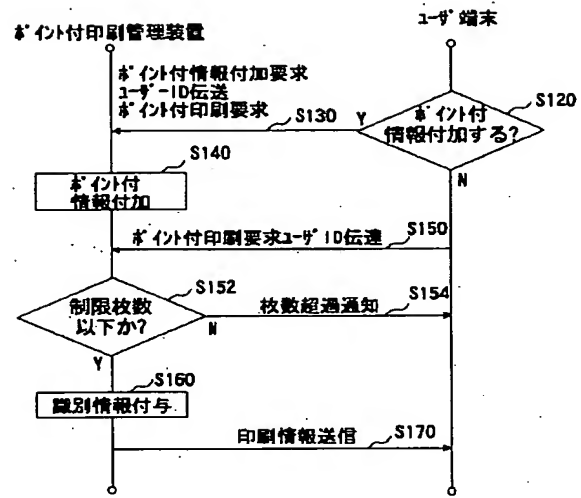 ポイント付印刷管理装置
ユーザ端末
ポイント付情報付加要求
ユーザーID伝送
ポイント付印刷要求
S130
Y
S120
ポイント付
情報付加する?
N
S140
ポイント付
情報付加
ポイント付印刷要求ユーザID伝達
S150
S152
制限枚数
以下か?
N
枚数超過通知
S154
Y
S160
識別情報付与
印刷情報送信
S170